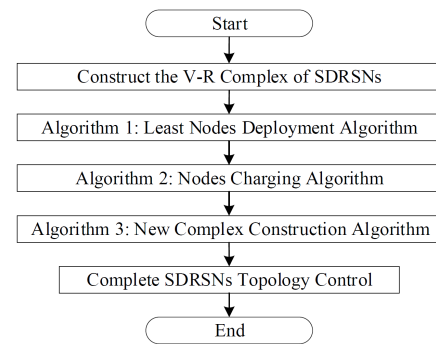 Start
Construct the V-R Complex of SDRSNs
Algorithm 1: Least Nodes Deployment Algorithm
Algorithm 2: Nodes Charging Algorithm
Algorithm 3: New Complex Construction Algorithm
Complete SDRSNs Topology Control
End